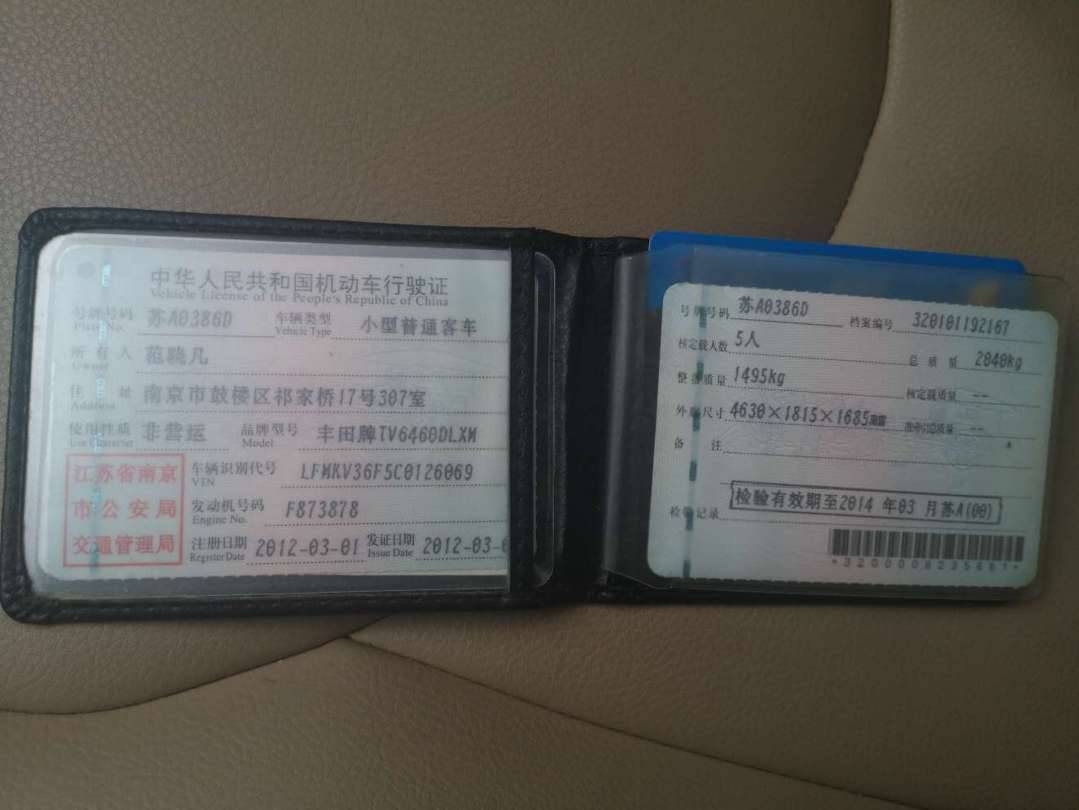 中华人民共和国机动车行驶证
Vehicle License of the People's Republic of China
号牌号码 苏A0386D 车辆类型 小型普通客车
Plate No. Vehicle Type
所有人 范晓凡
Owner
住址 南京市鼓楼区祁家桥17号307室
Address
使用性质 非营运 品牌型号 丰田牌TV6460DLXM
Use Character Model
江苏省南京
市公安局
交通管理局
车辆识别代号 LFMKV36F5C0126069
VIN
发动机号码 F873878
Engine No.
注册日期 2012-03-01 发证日期 2012-03-0
Register Date Issue Date
号牌号码 苏A0386D 档案编号 320101192167
核定载人数 5人 总质量 2040kg
整备质量 1495kg 核定载质量 --
外廓尺寸 4630×1815×1685 --
备注
检验记录 检验有效期至2014年03月苏A(00)